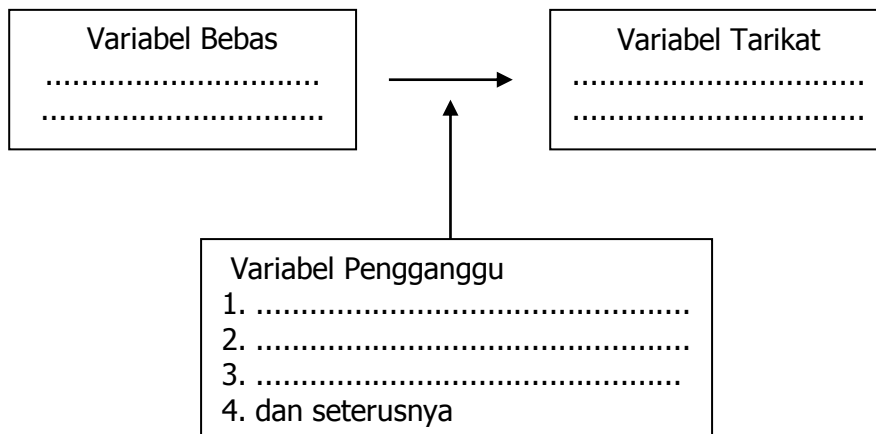 Variabel Bebas
...............................
................................
Variabel Tarikat
.................................
.................................
Variabel Pengganggu
1. .................................................
2. .................................................
3. ................................................
4. dan seterusnya